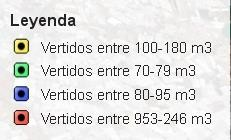 Leyenda
Vertidos entre 100-180 m3
Vertidos entre 70-79 m3
Vertidos entre 80-95 m3
Vertidos entre 953-246 m3